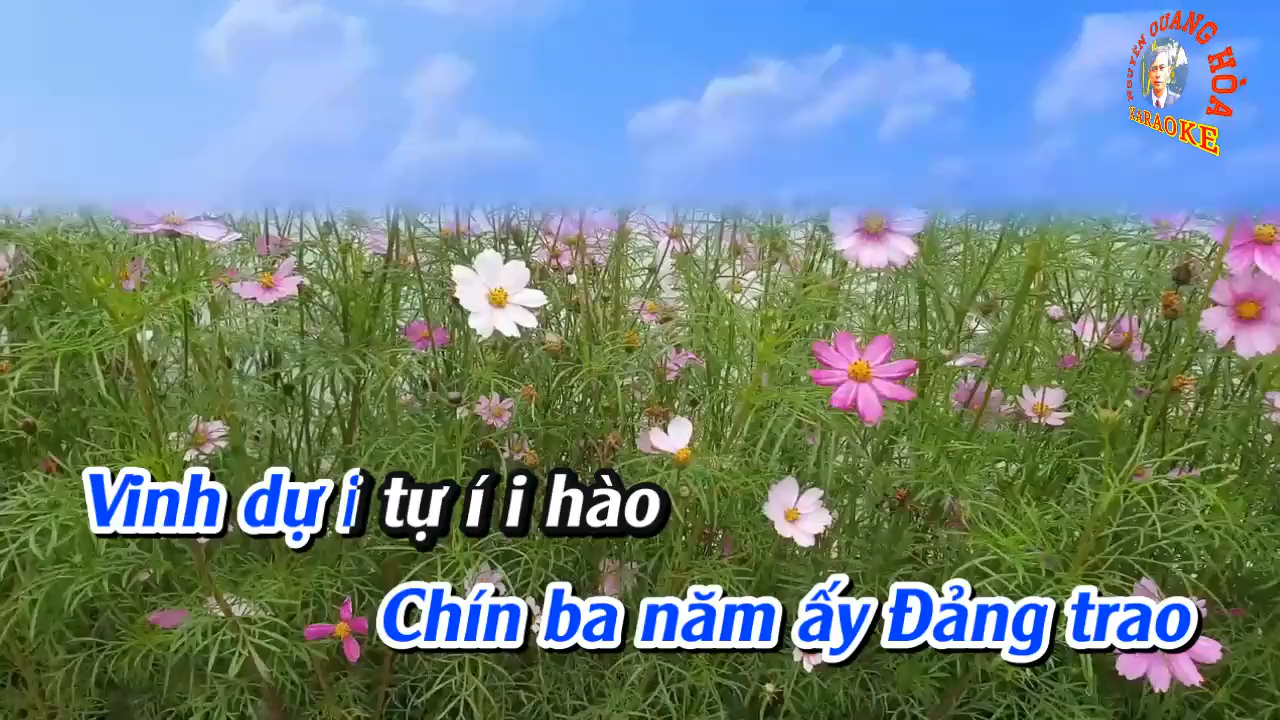 NGUYỄN QUANG HÒA
KARAOKE
Vinh dự i tự í i hào
Chín ba năm ấy Đảng trao